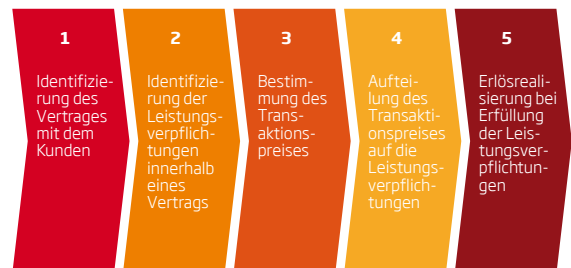 1
Identifizie-
rung des
Vertrages
mit dem
Kunden
2
Identifizie-
rung der
Leistungs-
verpflich-
tungen
innerhalb
eines
Vertrags
3
Bestim-
mung des
Trans-
aktions-
preises
4
Auftei-
lung des
Transakti-
onspreises
auf die
Leistungs-
verpflich-
tungen
5
Erlösreali-
sierung bei
Erfüllung
der Leis-
tungsver-
pflichtun-
gen